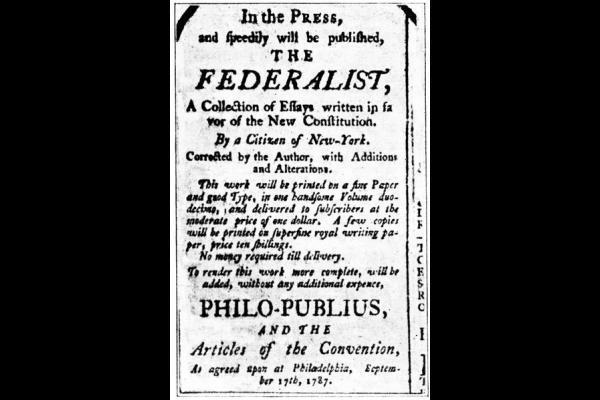 In the PRESS,
and ſpeedily will be publiſhed,
THE
FEDERALIST,
A Collection of Eſſays written in fa
vor of the New Conſtitution.
By a Citizen of New-York.
Corrected by the Author, with Additions
and Alterations.
This work will be printed on a fine Paper
and good Type, in one handſome Volume duo-
decimo, and delivered to ſubſcribers at the
moderate price of one dollar. A few copies
will be printed on ſuperfine royal writing pa-
per, price ten ſhillings.
No money required till delivery.
To render this work more complete, will be
added, without any additional expence,
PHILO-PUBLIUS,
AND THE
Articles of the Convention,
As agreed upon at Philadelphia, Septem-
ber 17th, 1787.